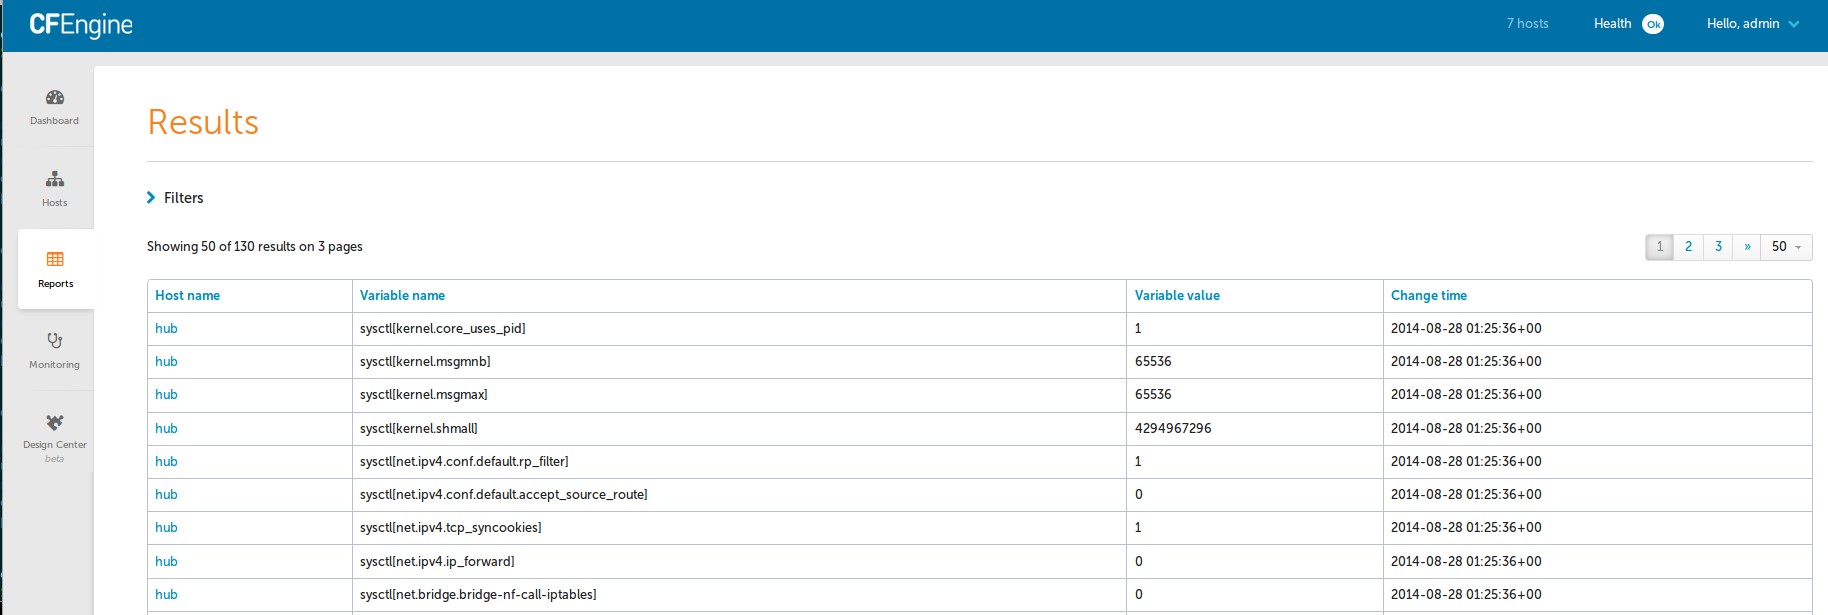 CFEngine
7 hosts Health Ok Hello, admin
Dashboard
Hosts
Reports
Monitoring
Design Center
beta
Results
Filters
Showing 50 of 130 results on 3 pages
1 2 3 » 50
Host name Variable name Variable value Change time
hub sysctl[kernel.core_uses_pid] 1 2014-08-28 01:25:36+00
hub sysctl[kernel.msgmnb] 65536 2014-08-28 01:25:36+00
hub sysctl[kernel.msgmax] 65536 2014-08-28 01:25:36+00
hub sysctl[kernel.shmall] 4294967296 2014-08-28 01:25:36+00
hub sysctl[net.ipv4.conf.default.rp_filter] 1 2014-08-28 01:25:36+00
hub sysctl[net.ipv4.conf.default.accept_source_route] 0 2014-08-28 01:25:36+00
hub sysctl[net.ipv4.tcp_syncookies] 1 2014-08-28 01:25:36+00
hub sysctl[net.ipv4.ip_forward] 0 2014-08-28 01:25:36+00
hub sysctl[net.bridge.bridge-nf-call-iptables] 0 2014-08-28 01:25:36+00